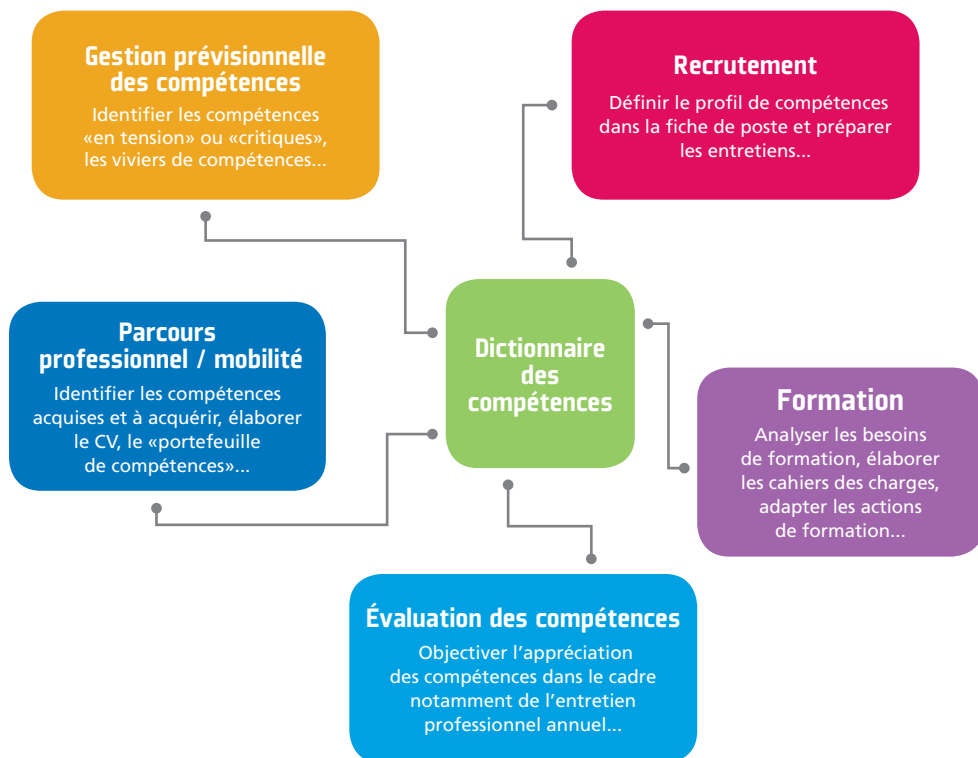 Gestion prévisionnelle
des compétences
Identifier les compétences
«en tension» ou «critiques»,
les viviers de compétences...
Recrutement
Définir le profil de compétences
dans la fiche de poste et préparer
les entretiens...
Parcours
professionnel / mobilité
Identifier les compétences
acquises et à acquérir, élaborer
le CV, le «portefeuille
de compétences»...
Dictionnaire
des
compétences
Formation
Analyser les besoins
de formation, élaborer
les cahiers des charges,
adapter les actions
de formation...
Évaluation des compétences
Objectiver l’appréciation
des compétences dans le cadre
notamment de l’entretien
professionnel annuel...